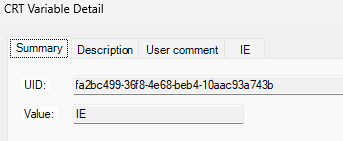 CRT Variable Detail
Summary Description User comment IE
UID: fa2bc499-36f8-4e68-beb4-10aac93a743b
Value: IE